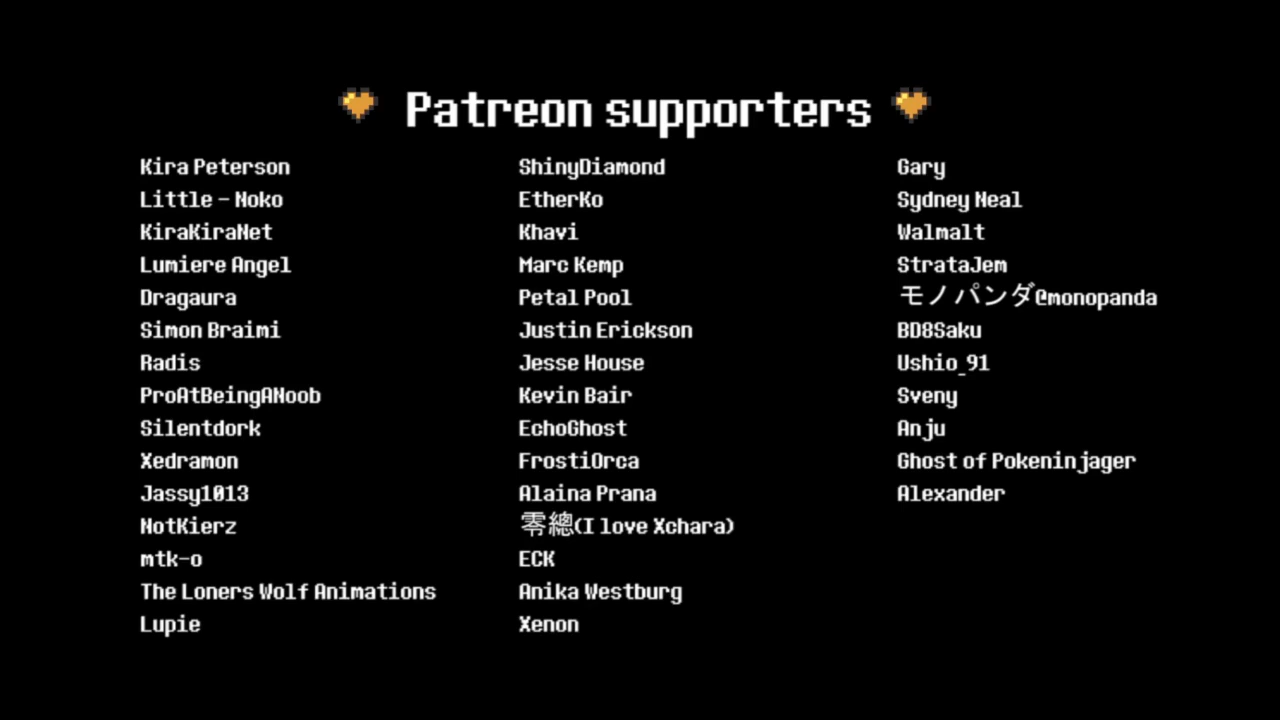 Patreon supporters
Kira Peterson
Little - Noko
KiraKiraNet
Lumiere Angel
Dragaura
Simon Braimi
Radis
ProAtBeingANoob
Silentdork
Xedramon
Jassy1013
NotKierz
mtk-o
The Loners Wolf Animations
Lupie
ShinyDiamond
EtherKo
Khavi
Marc Kemp
Petal Pool
Justin Erickson
Jesse House
Kevin Bair
EchoGhost
FrostiOrca
Alaina Prana
零總(I love Xchara)
ECK
Anika Westburg
Xenon
Gary
Sydney Neal
Walmalt
StrataJem
モノパンダ@monopanda
BD8Saku
Ushio_91
Sveny
Anju
Ghost of Pokeninjager
Alexander